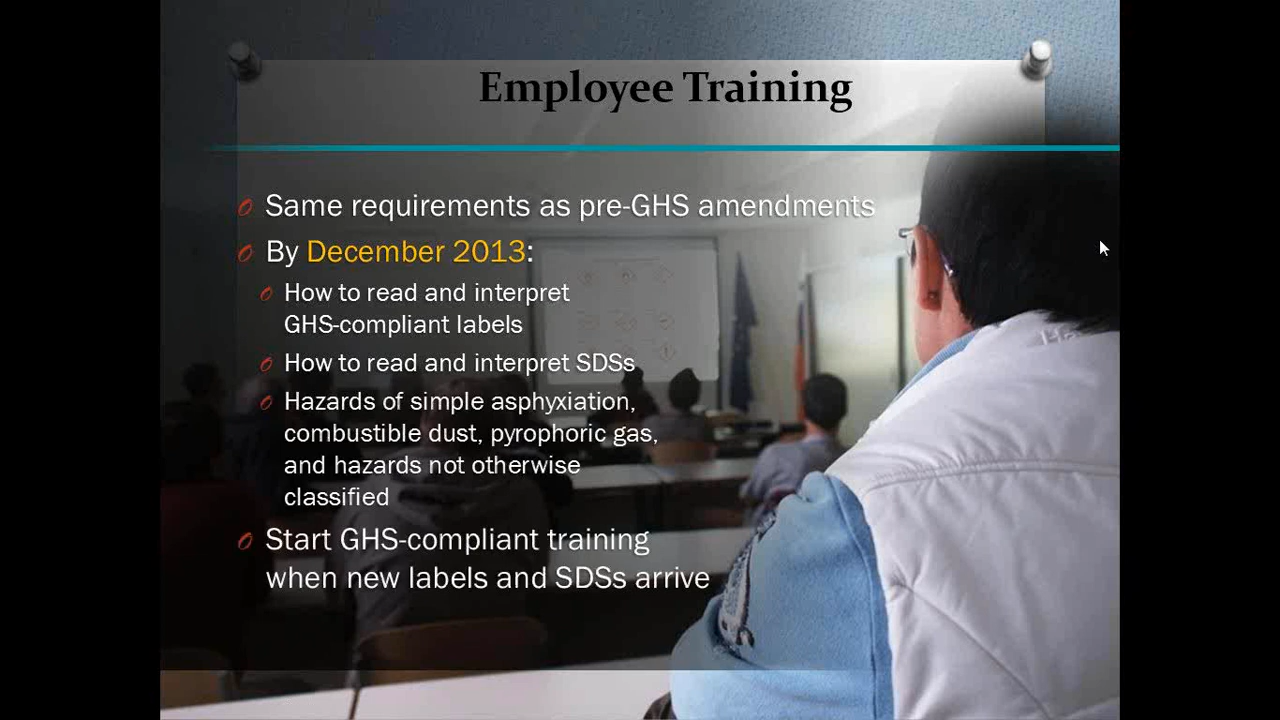 Employee Training
Same requirements as pre-GHS amendments
By December 2013:
How to read and interpret
GHS-compliant labels
How to read and interpret SDSs
Hazards of simple asphyxiation,
combustible dust, pyrophoric gas,
and hazards not otherwise
classified
Start GHS-compliant training
when new labels and SDSs arrive